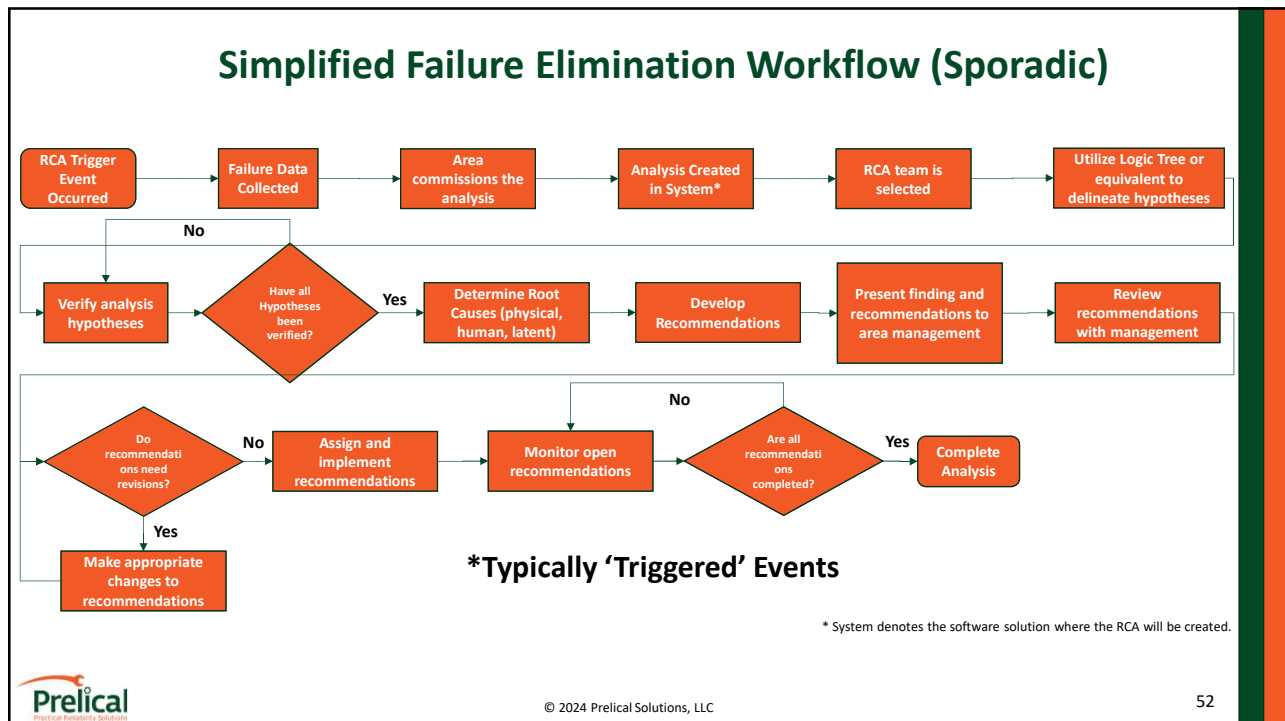 Simplified Failure Elimination Workflow (Sporadic)
RCA Trigger
Event
Occurred
Failure Data
Collected
Area
commissions the
analysis
Analysis Created
in System*
RCA team is
selected
Utilize Logic Tree or
equivalent to
delineate hypotheses
No
Verify analysis
hypotheses
Have all
Hypotheses
been
verified?
Yes
Determine Root
Causes (physical,
human, latent)
Develop
Recommendations
Present finding and
recommendations to
area management
Review
recommendations
with management
Do
recommendati
ons need
revisions?
No
Assign and
implement
recommendations
Monitor open
recommendations
No
Are all
recommendati
ons
completed?
Yes
Complete
Analysis
Yes
Make appropriate
changes to
recommendations
*Typically ‘Triggered’ Events
* System denotes the software solution where the RCA will be created.
Prelical
Practical Reliability Solutions
© 2024 Prelical Solutions, LLC
52